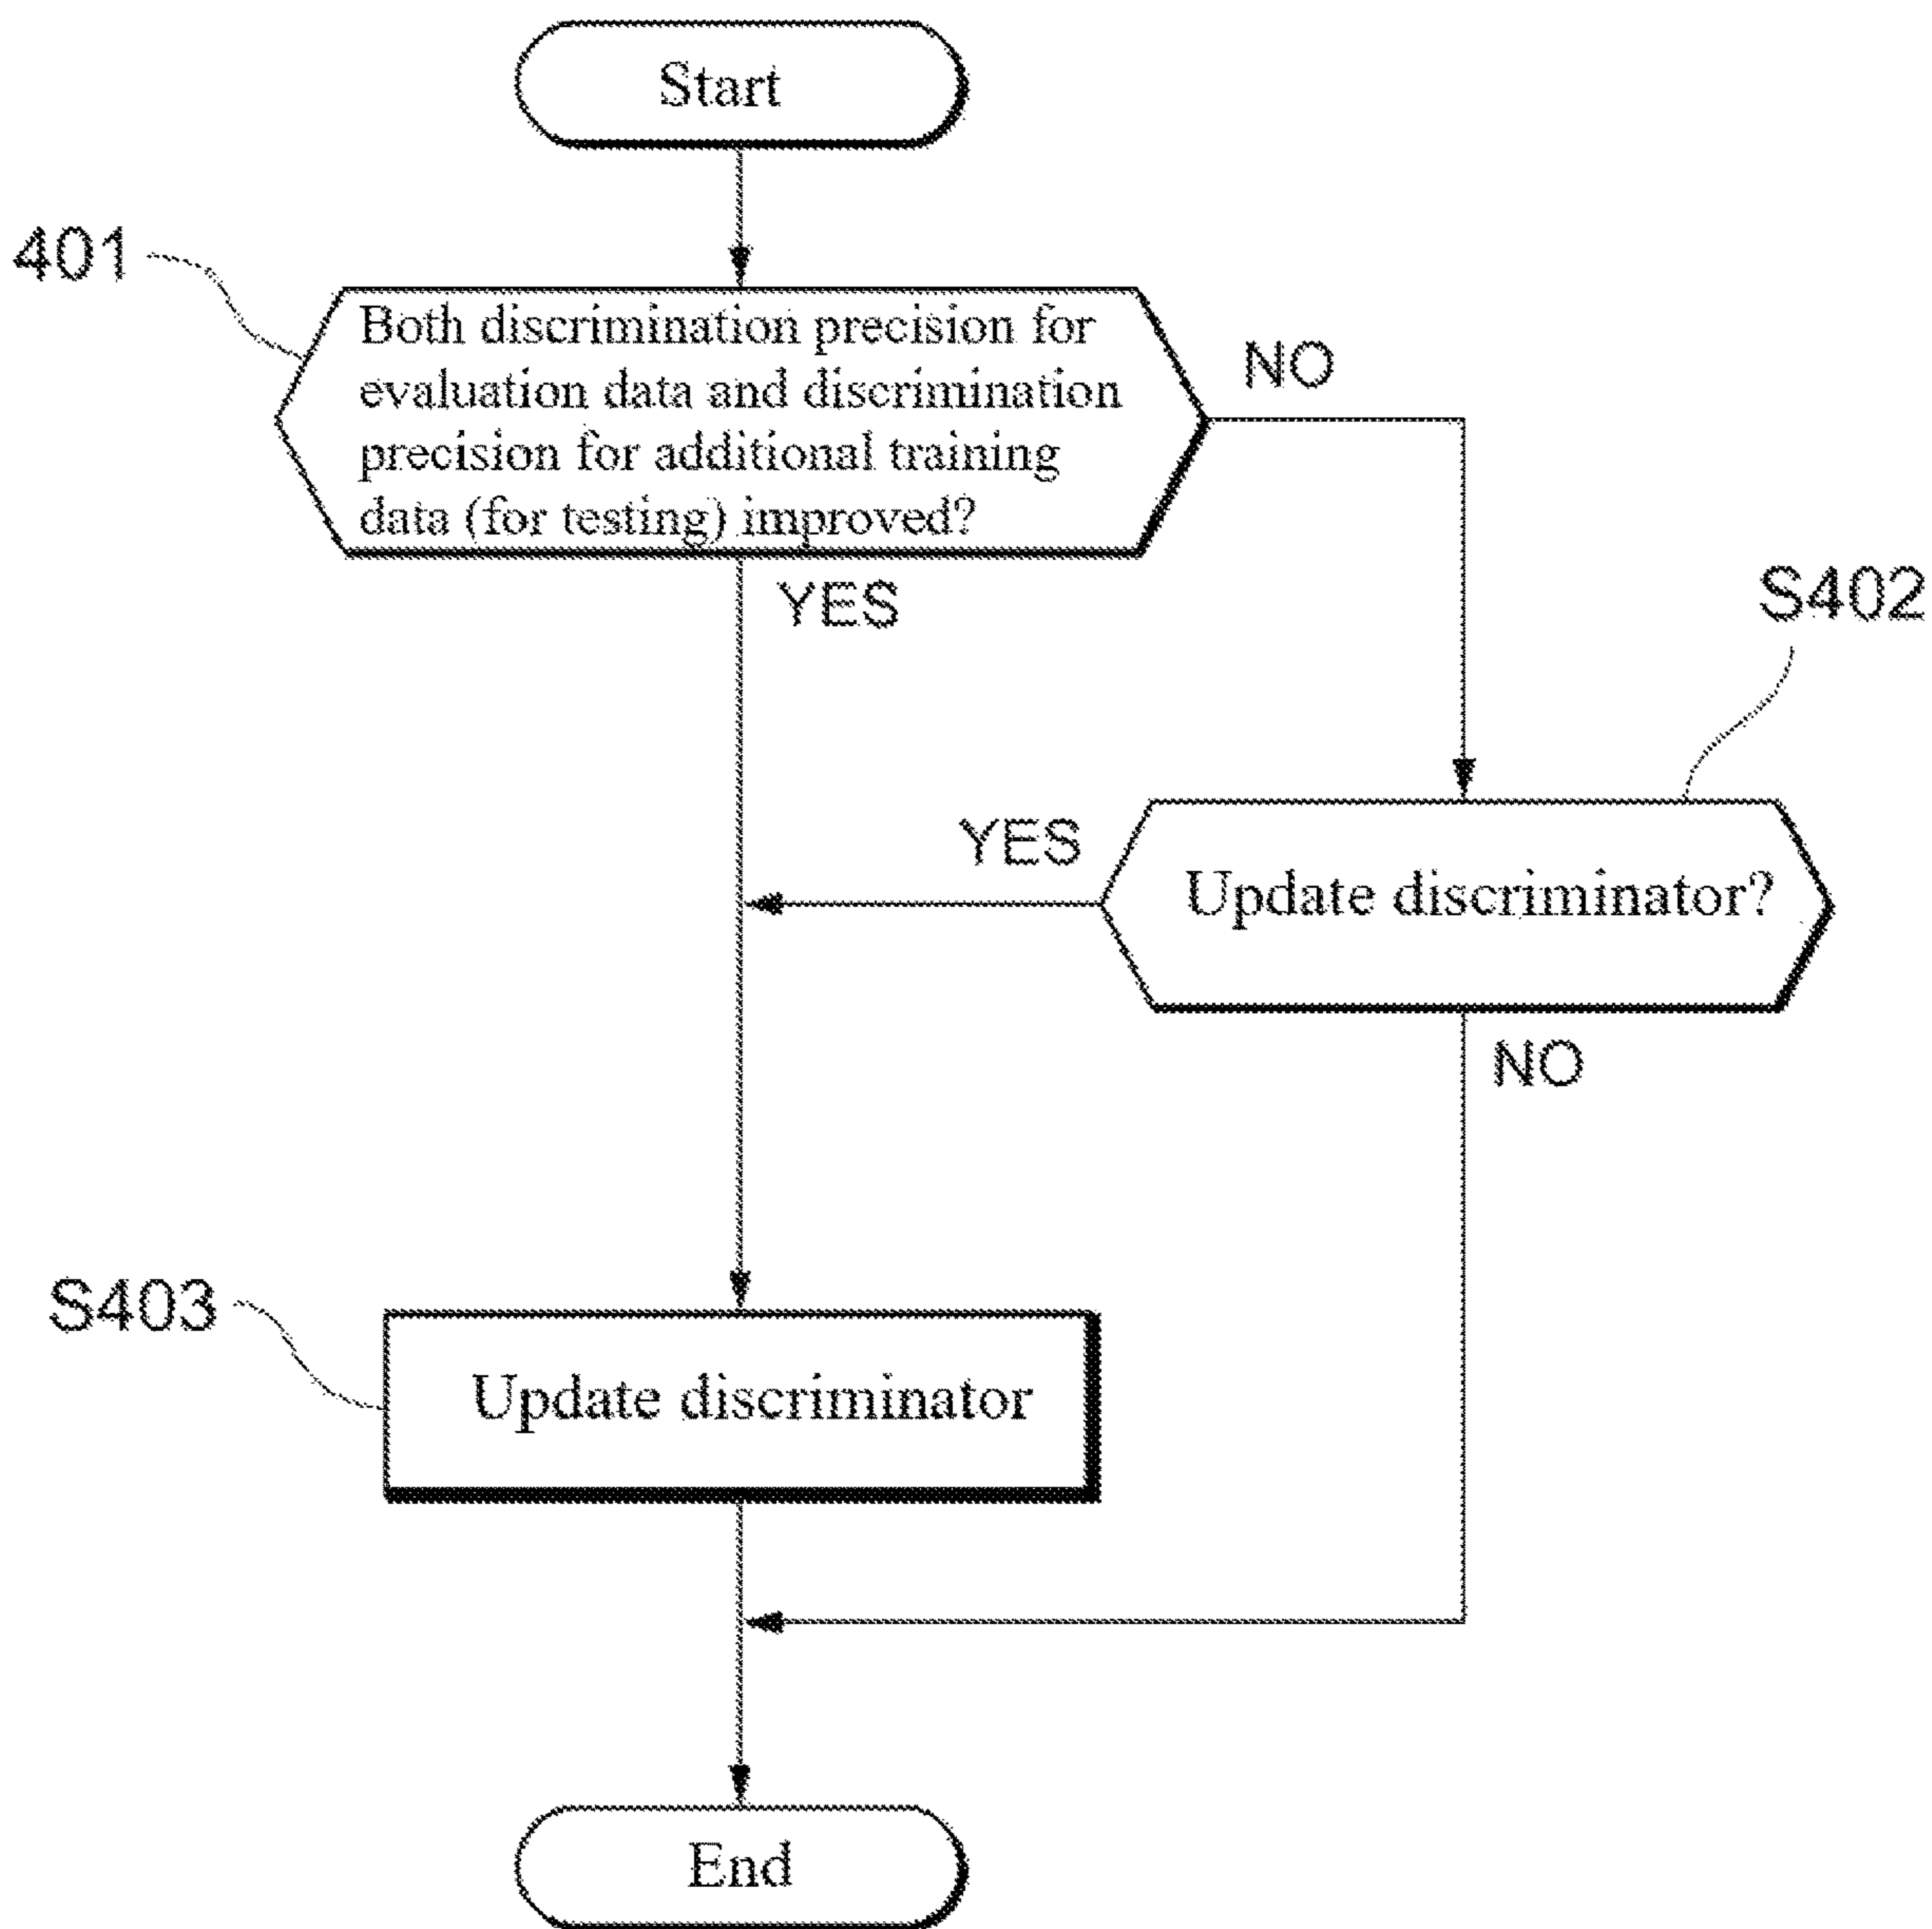 Start
401
Both discrimination precision for
evaluation data and discrimination
precision for additional training
data (for testing) improved?
NO
YES
S402
YES
Update discriminator?
NO
S403
Update discriminator
End